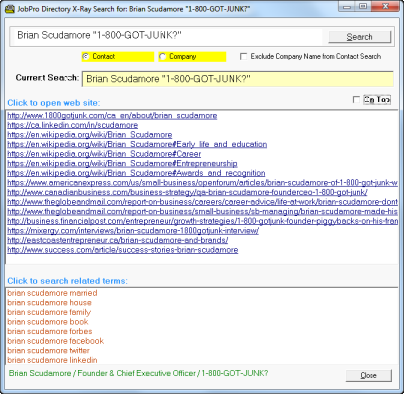 JobPro Directory X-Ray Search for: Brian Scudamore "1-800-GOT-JUNK?"
Brian Scudamore "1-800-GOT-JUNK?"
Search
Contact
Company
Exclude Company Name from Contact Search
Current Search:
Brian Scudamore "1-800-GOT-JUNK?"
Click to open web site:
On Top
http://www.1800gotjunk.com/ca_en/about/brian_scudamore
https://ca.linkedin.com/in/scudamore
https://en.wikipedia.org/wiki/Brian_Scudamore
https://en.wikipedia.org/wiki/Brian_Scudamore#Early_life_and_education
https://en.wikipedia.org/wiki/Brian_Scudamore#Career
https://en.wikipedia.org/wiki/Brian_Scudamore#Entrepreneurship
https://en.wikipedia.org/wiki/Brian_Scudamore#Awards_and_recognition
https://www.americanexpress.com/us/small-business/openforum/articles/brian-scudamore-of-1-800-got-junk-w
http://www.canadianbusiness.com/business-strategy/qa-brian-scudamore-founderceo-1-800-got-junk/
http://www.theglobeandmail.com/report-on-business/careers/career-advice/life-at-work/brian-scudamore-dont
http://www.theglobeandmail.com/report-on-business/small-business/sb-managing/brian-scudamore-made-his
http://business.financialpost.com/entrepreneur/growth-strategies/1-800-gotjunk-founder-piggybacks-on-his-fran
https://mixergy.com/interviews/brian-scudamore-1800gotjunk-interview/
http://eastcoastentrepreneur.ca/brian-scudamore-and-brands/
http://www.success.com/article/success-stories-brian-scudamore
Click to search related terms:
brian scudamore married
brian scudamore house
brian scudamore family
brian scudamore book
brian scudamore forbes
brian scudamore facebook
brian scudamore twitter
brian scudamore linkedin
Brian Scudamore / Founder & Chief Executive Officer / 1-800-GOT-JUNK?
Close